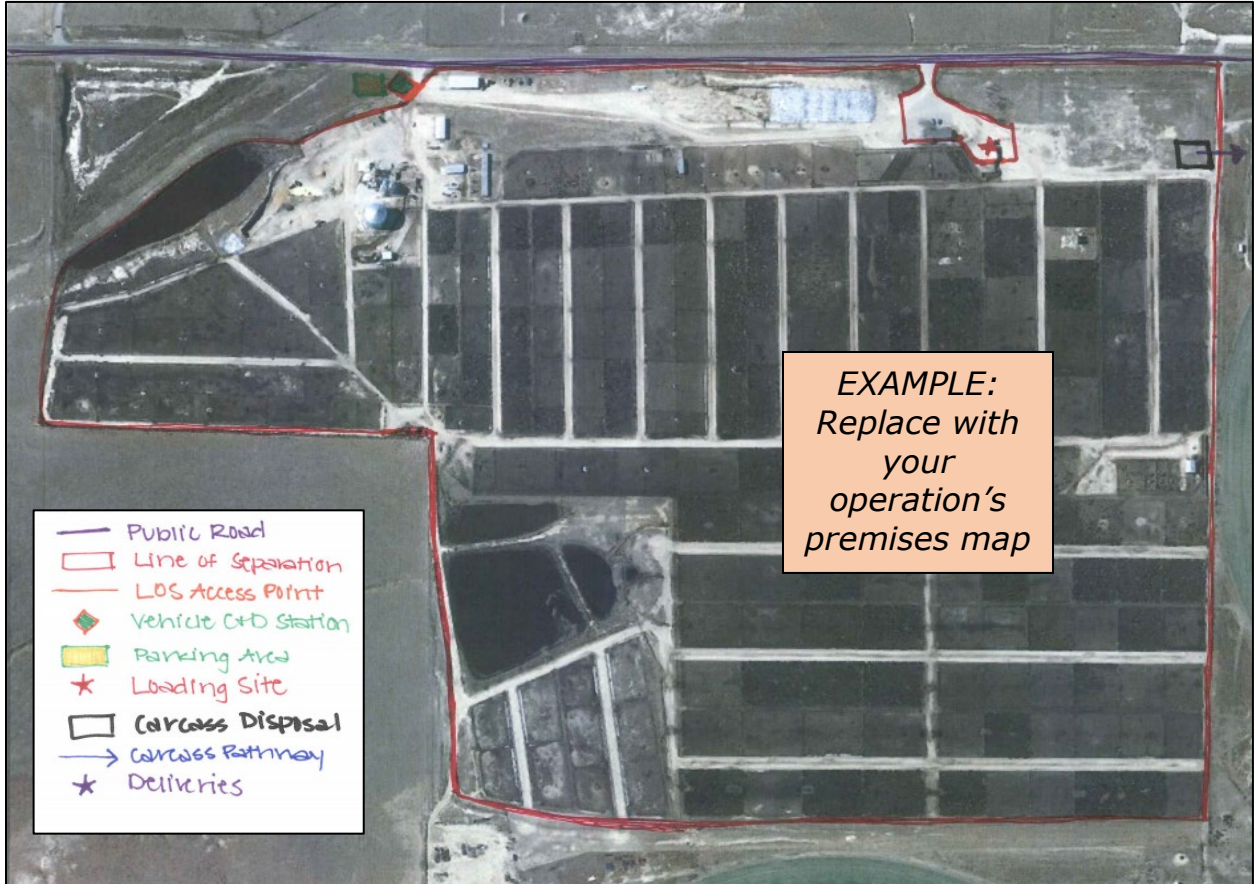 EXAMPLE:
Replace with
your
operation’s
premises map
Public Road
Line of Separation
LOS Access Point
Vehicle C+D Station
Parking Area
Loading Site
Carcass Disposal
Carcass Pathway
Deliveries